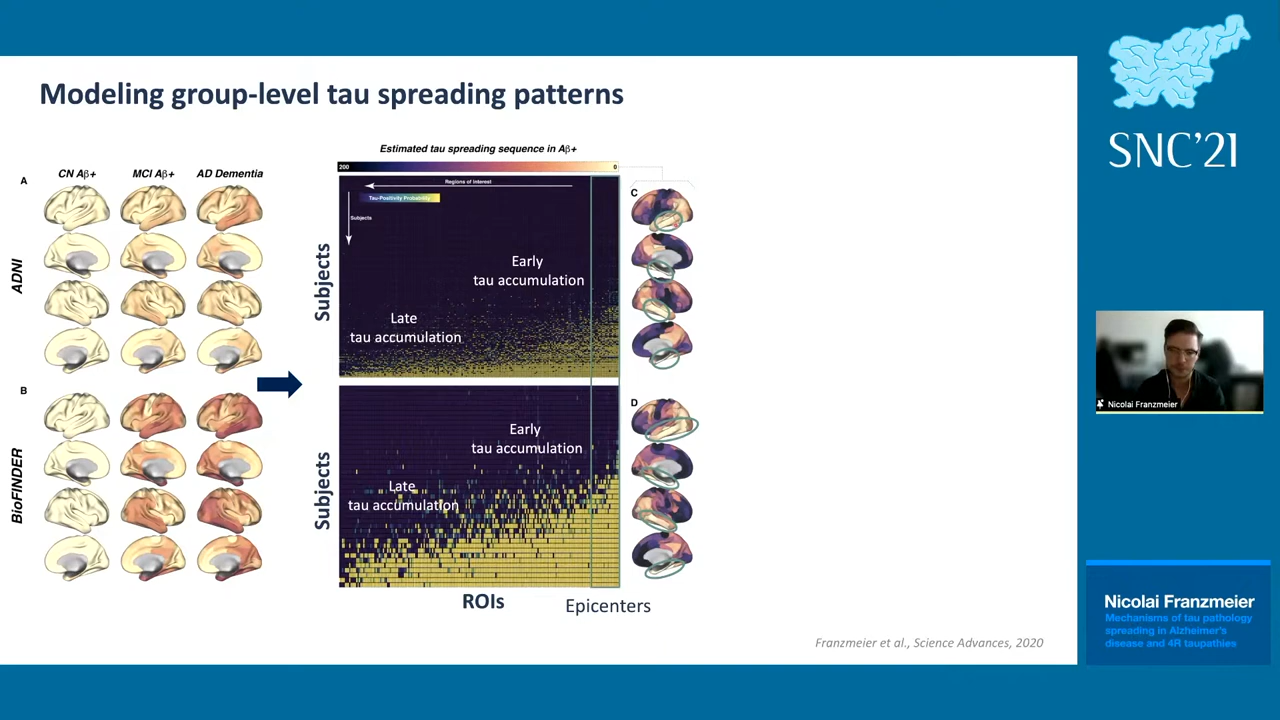 Modeling group-level tau spreading patterns
Estimated tau spreading sequence in Aβ+
CN Aβ+
MCI Aβ+
AD Dementia
A
ADNI
B
BioFINDER
200
0
Regions of Interest
Tau-Positivity Probability
Subjects
Subjects
Early
tau accumulation
Late
tau accumulation
Subjects
Early
tau accumulation
Late
tau accumulation
C
D
ROIs
Epicenters
Franzmeier et al., Science Advances, 2020
SNC'21
Nicolai Franzmeier
Nicolai Franzmeier
Mechanisms of tau pathology
spreading in Alzheimer's
disease and 4R taupathies